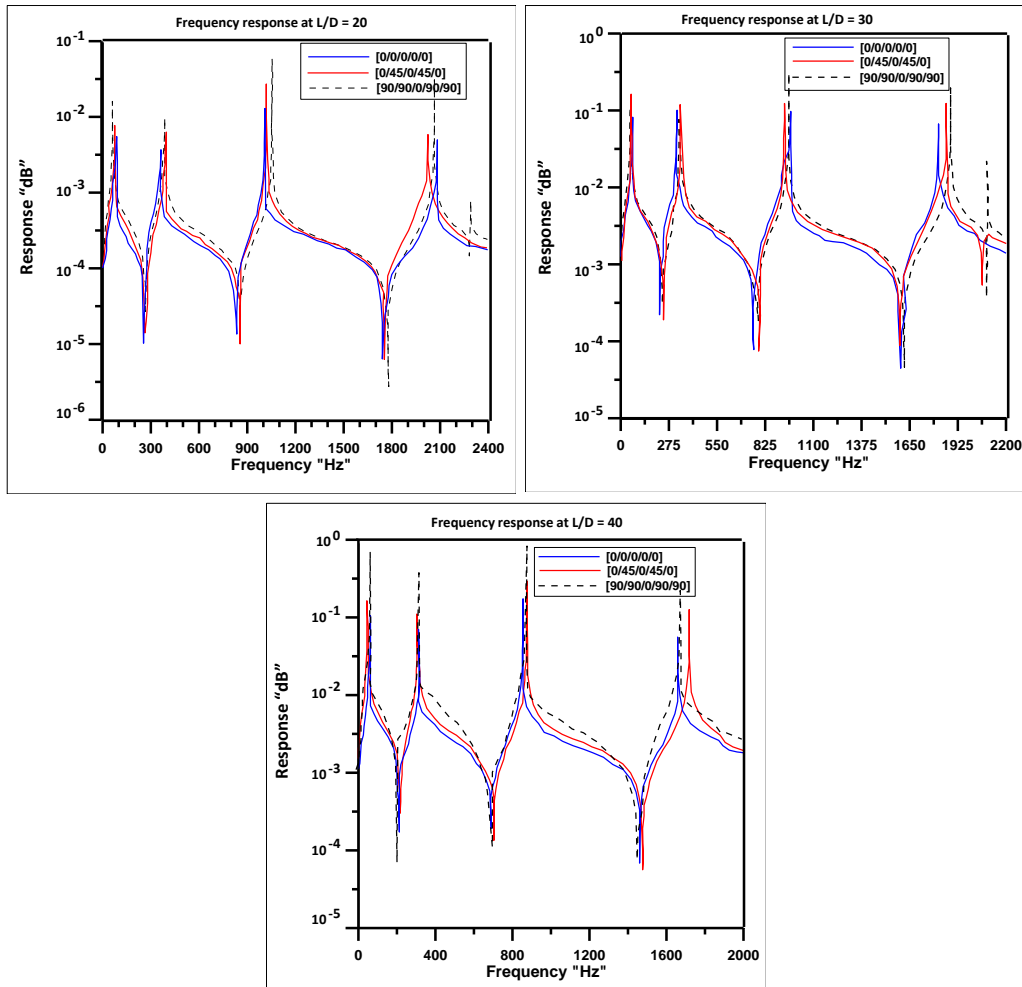 Frequency response at L/D = 20
[0/0/0/0/0]
[0/45/0/45/0]
[90/90/0/90/90]
Response “dB”
10-1
10-2
10-3
10-4
10-5
10-6
0 300 600 900 1200 1500 1800 2100 2400
Frequency "Hz"
Frequency response at L/D = 30
[0/0/0/0/0]
[0/45/0/45/0]
[90/90/0/90/90]
Response “dB”
100
10-1
10-2
10-3
10-4
10-5
0 275 550 825 1100 1375 1650 1925 2200
Frequency "Hz"
Frequency response at L/D = 40
[0/0/0/0/0]
[0/45/0/45/0]
[90/90/0/90/90]
Response “dB”
100
10-1
10-2
10-3
10-4
10-5
0 400 800 1200 1600 2000
Frequency "Hz"